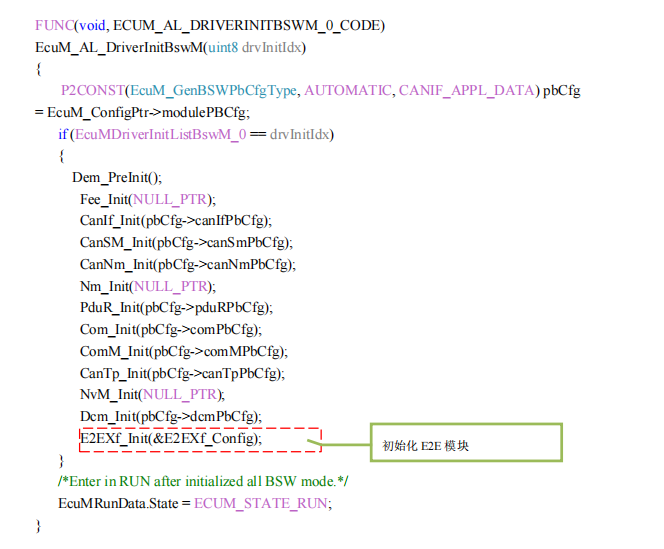 FUNC(void, ECUM_AL_DRIVERINITBSWM_0_CODE)
EcuM_AL_DriverInitBswM(uint8 drvInitIdx)
{
P2CONST(EcuM_GenBSWPbCfgType, AUTOMATIC, CANIF_APPL_DATA) pbCfg
= EcuM_ConfigPtr->modulePBCfg;
if (EcuMDriverInitListBswM_0 == drvInitIdx)
{
Dem_PreInit();
Fee_Init(NULL_PTR);
CanIf_Init(pbCfg->canIfPbCfg);
CanSM_Init(pbCfg->canSmPbCfg);
CanNm_Init(pbCfg->canNmPbCfg);
Nm_Init(NULL_PTR);
PduR_Init(pbCfg->pduRPbCfg);
Com_Init(pbCfg->comPbCfg);
ComM_Init(pbCfg->comMPbCfg);
CanTp_Init(pbCfg->canTpPbCfg);
NvM_Init(NULL_PTR);
Dcm_Init(pbCfg->dcmPbCfg);
E2EXf_Init(&E2EXf_Config);
初始化 E2E 模块
}
/*Enter in RUN after initialized all BSW mode.*/
EcuMRunData.State = ECUM_STATE_RUN;
}